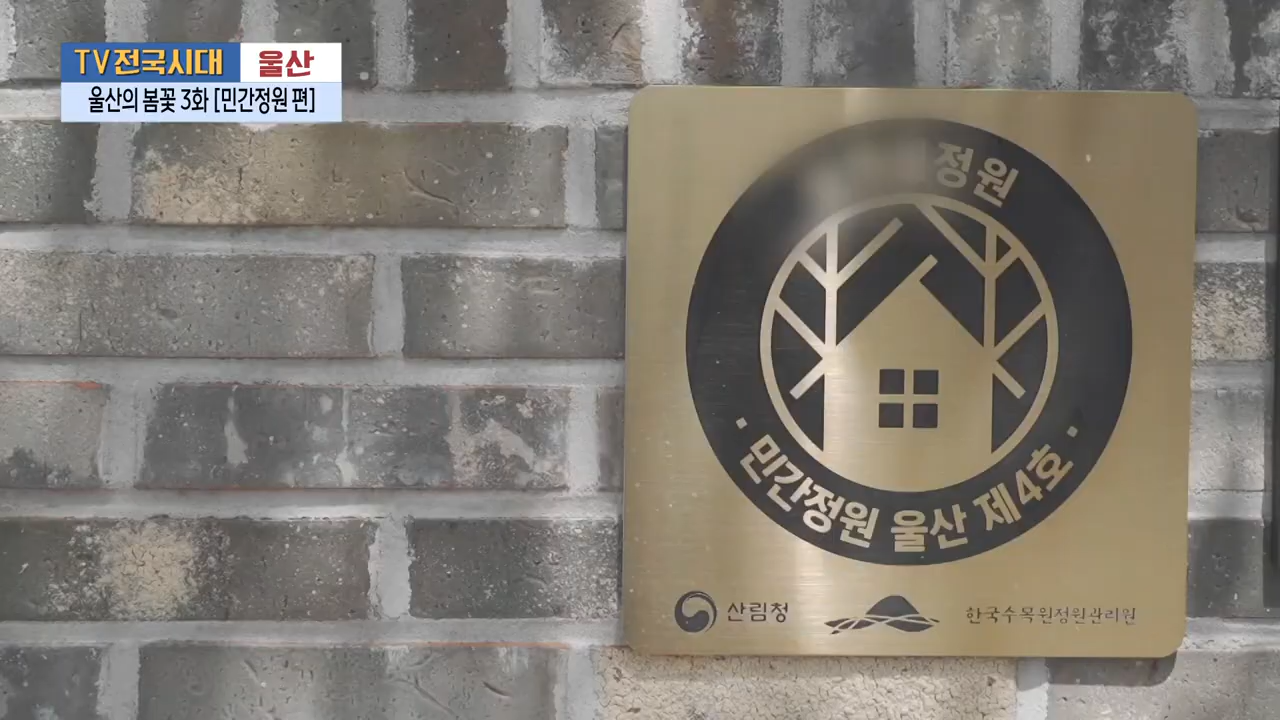 TV전국시대 울산
울산의 봄꽃 3화 [민간정원 편]
정원
· 민간정원 울산 제4호 ·
산림청
한국수목원정원관리원